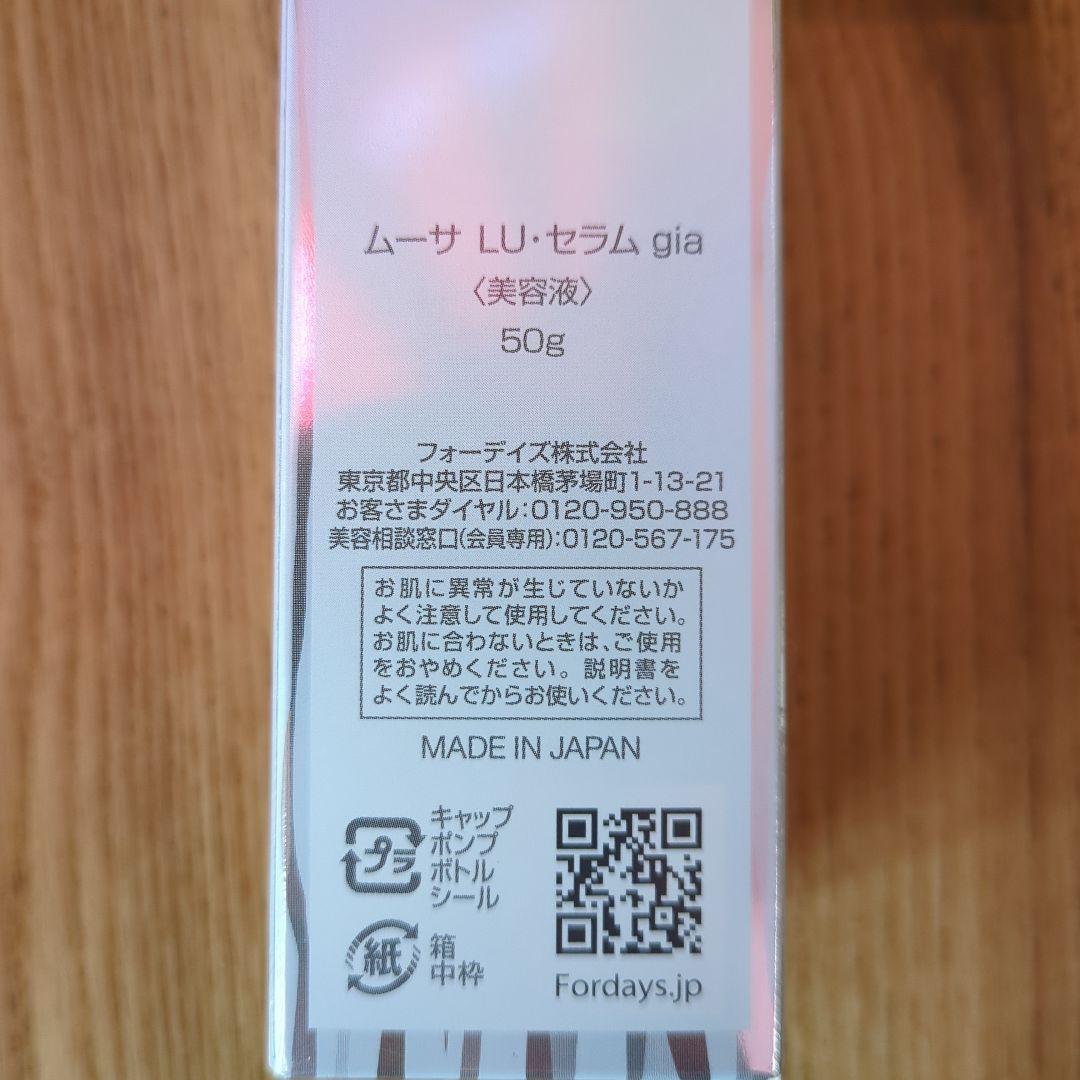 ムーサ LU・セラム gia
〈美容液〉
50g
フォーデイズ株式会社
東京都中央区日本橋茅場町1-13-21
お客さまダイヤル：0120-950-888
美容相談窓口(会員専用)：0120-567-175
お肌に異常が生じていないか
よく注意して使用してください。
お肌に合わないときは、ご使用
をおやめください。説明書を
よく読んでからお使いください。
MADE IN JAPAN
プラ
キャップ
ポンプ
ボトル
シール
紙
箱
中枠
Fordays.jp